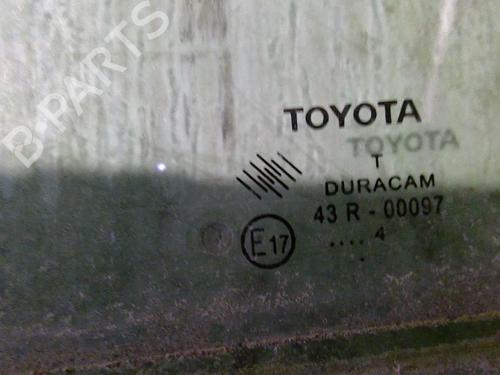 TOYOTA
TOYOTA
T
DURACAM
43 R - 00097
E17
.... 4
.
B-PARTS